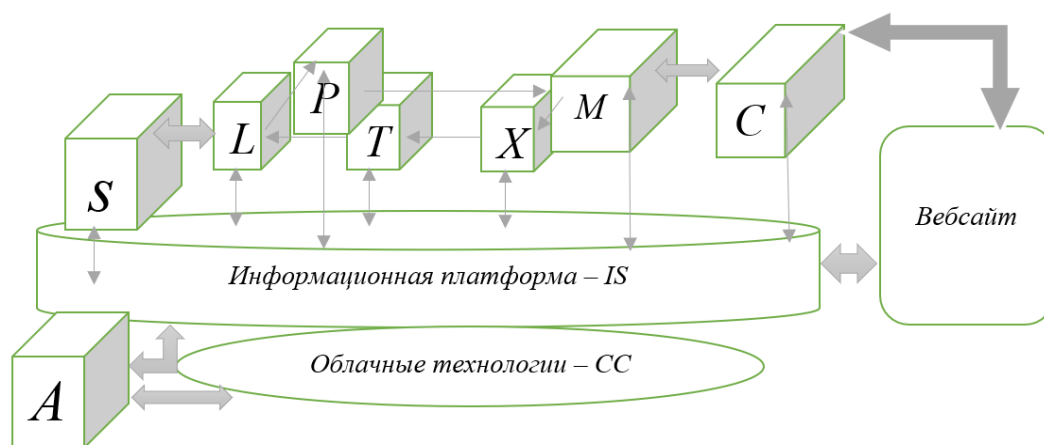 P
M
L
T
X
C
S
Вебсайт
Информационная платформа – IS
Облачные технологии – CC
A